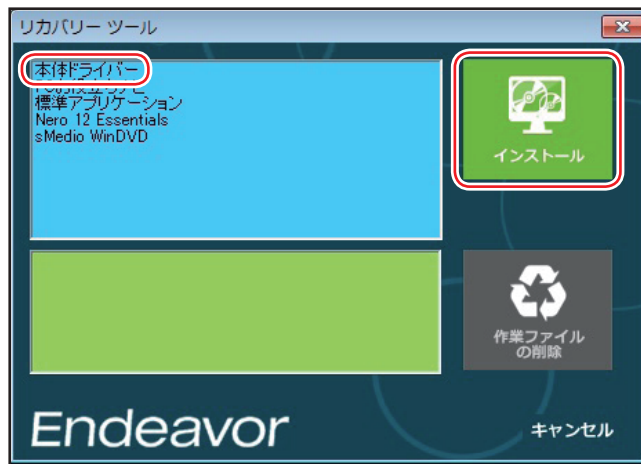 リカバリー ツール
本体ドライバー
標準アプリケーション
Nero 12 Essentials
sMedio WinDVD
インストール
作業ファイル
の削除
Endeavor
キャンセル